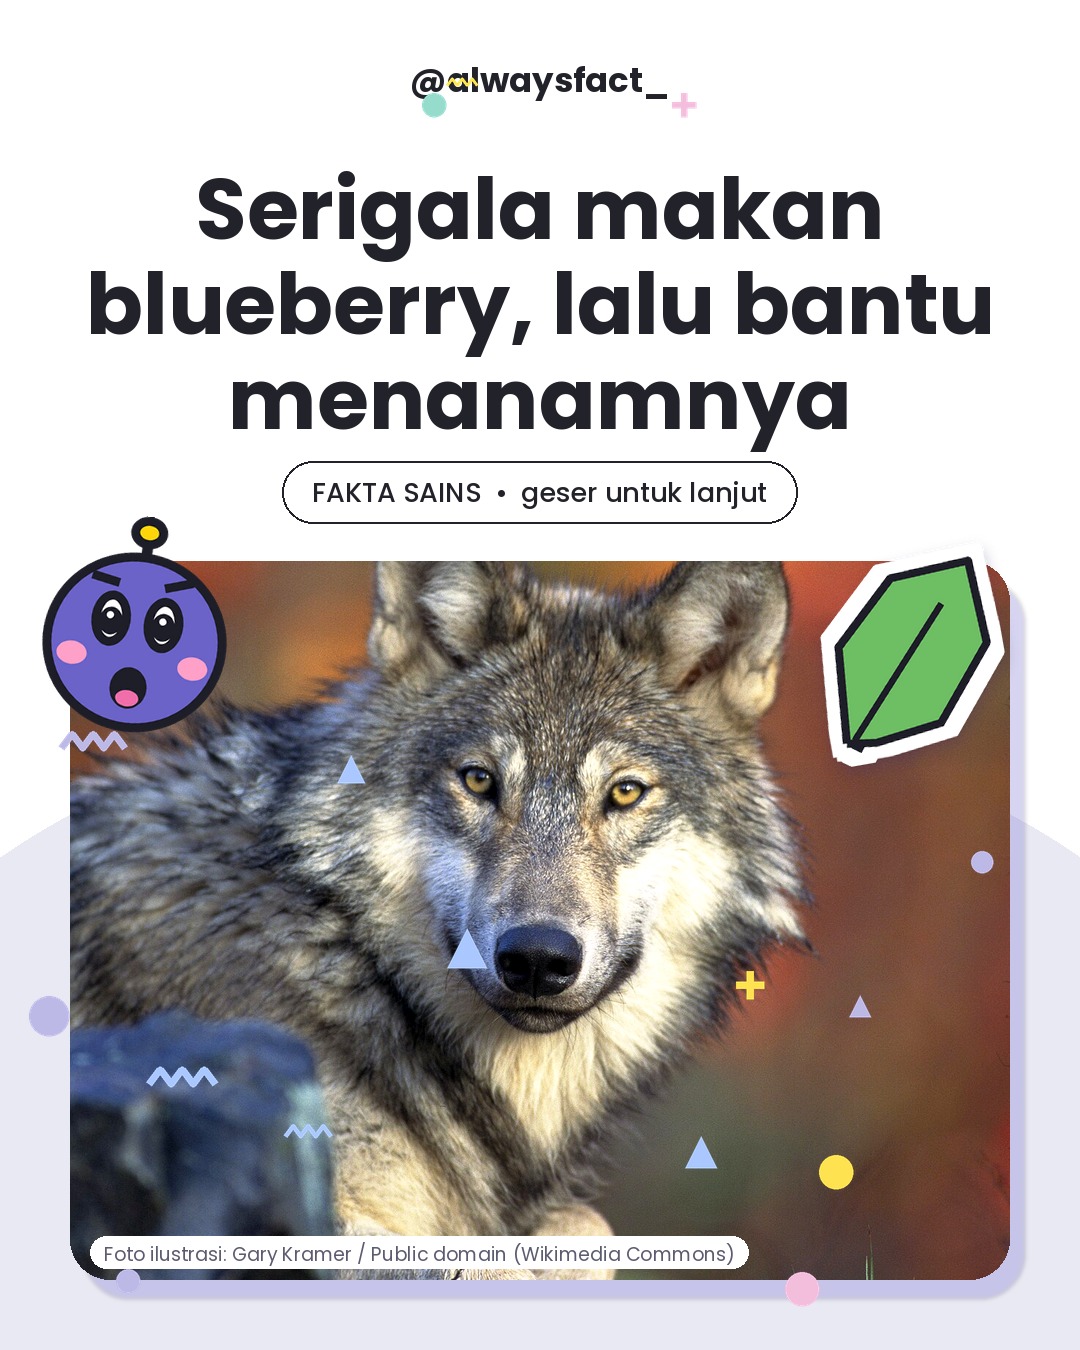 @alwaysfact_
Serigala makan
blueberry, lalu bantu
menanamnya
FAKTA SAINS • geser untuk lanjut
Foto ilustrasi: Gary Kramer / Public domain (Wikimedia Commons)